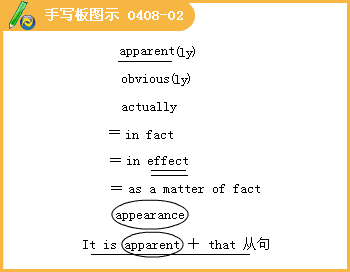 手写板图示 0408-02
apparent(ly)
obvious(ly)
actually
= in fact
= in effect
= as a matter of fact
appearance
It is apparent + that 从句